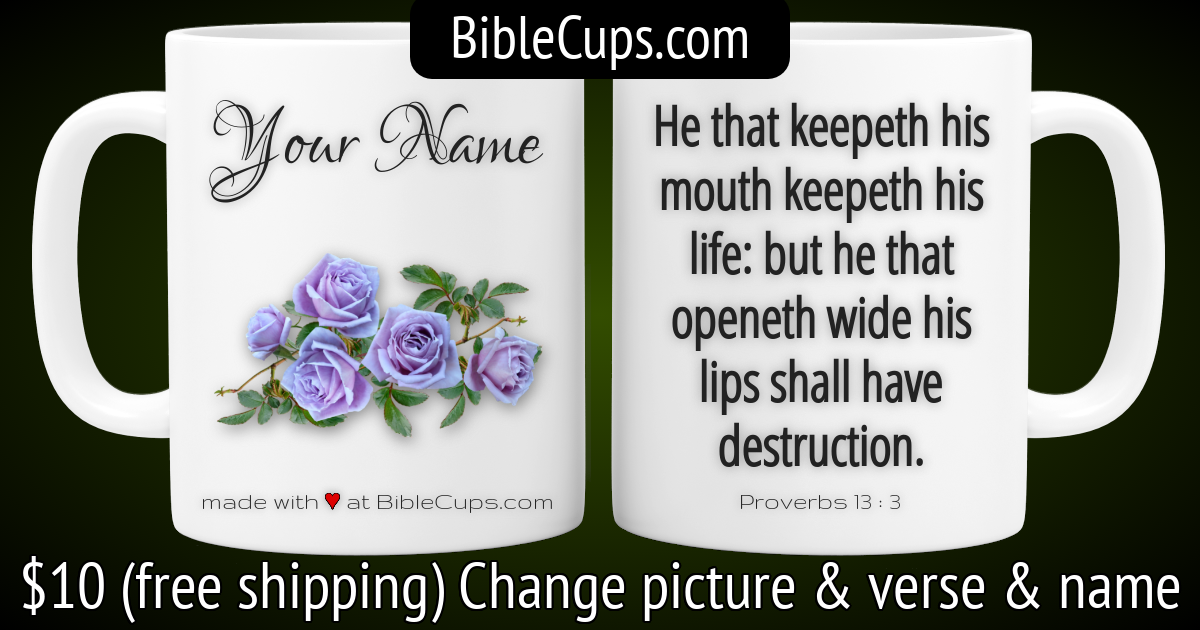 BibleCups.com
Your Name
made with ♥ at BibleCups.com
He that keepeth his
mouth keepeth his
life: but he that
openeth wide his
lips shall have
destruction.
Proverbs 13 : 3
$10 (free shipping) Change picture & verse & name